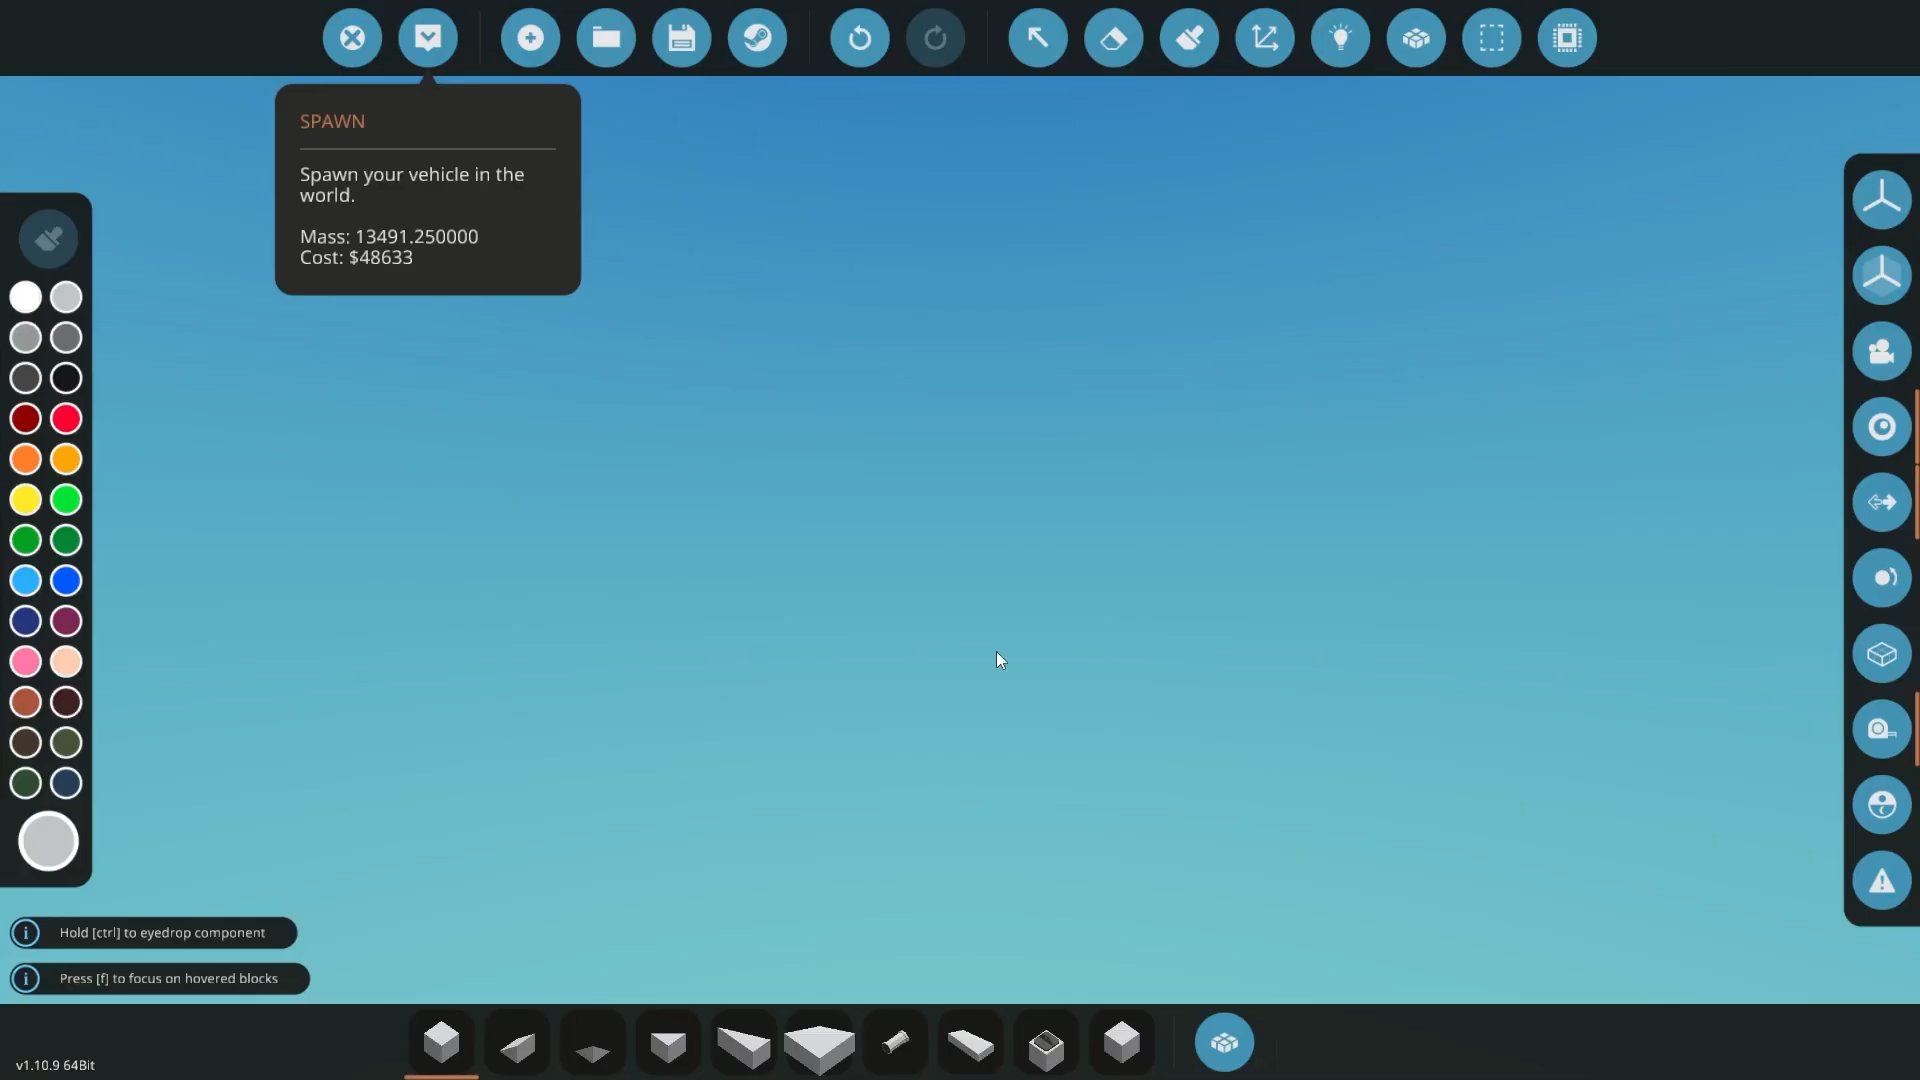 SPAWN
Spawn your vehicle in the
world.
Mass: 13491.250000
Cost: $48633
Hold [ctrl] to eyedrop component
Press [f] to focus on hovered blocks
v1.10.9 64Bit